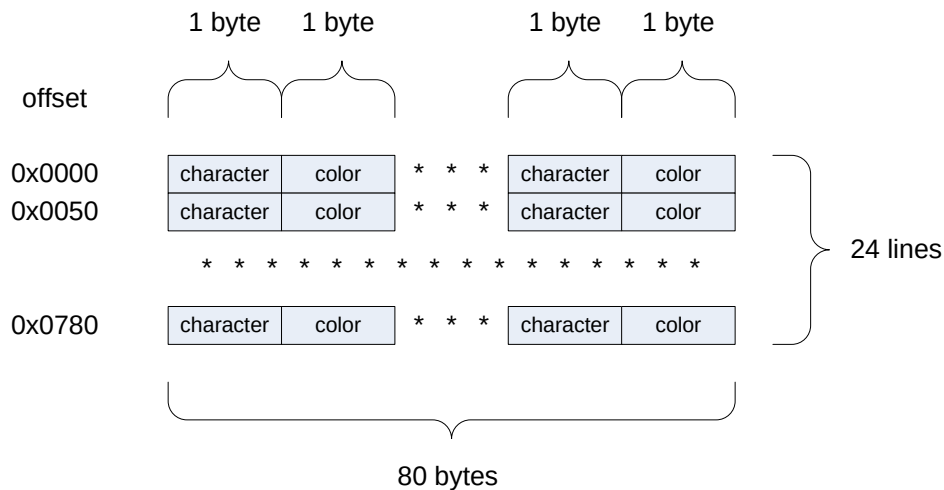 1 byte 1 byte 1 byte 1 byte
offset
0x0000 character color * * * character color
0x0050 character color * * * character color
* * * * * * * * * * * * * * * *
24 lines
0x0780 character color * * * character color
80 bytes